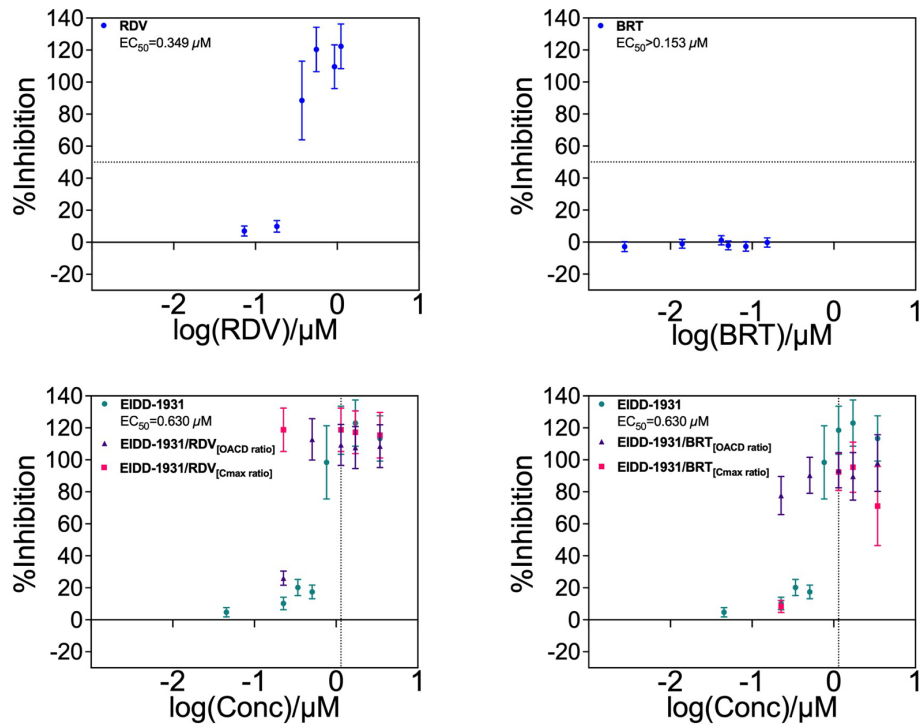 RDV
EC50=0.349 µM
140
120
100
80
60
40
20
0
-20
%Inhibition
-2
-1
0
1
log(RDV)/µM
BRT
EC50>0.153 µM
140
120
100
80
60
40
20
0
-20
%Inhibition
-2
-1
0
1
log(BRT)/µM
EIDD-1931
EC50=0.630 µM
EIDD-1931/RDV[OACD ratio]
EIDD-1931/RDV[Cmax ratio]
140
120
100
80
60
40
20
0
-20
%Inhibition
-2
-1
0
1
log(Conc)/µM
EIDD-1931
EC50=0.630 µM
EIDD-1931/BRT[OACD ratio]
EIDD-1931/BRT[Cmax ratio]
140
120
100
80
60
40
20
0
-20
%Inhibition
-2
-1
0
1
log(Conc)/µM